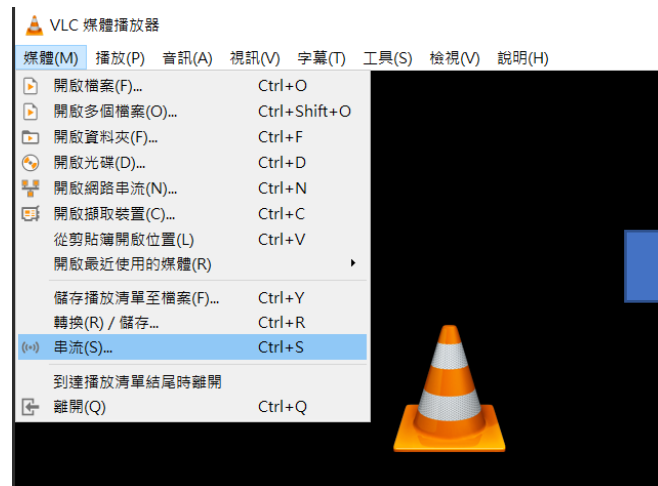 VLC 媒體播放器
媒體(M) 播放(P) 音訊(A) 視訊(V) 字幕(T) 工具(S) 檢視(V) 說明(H)
開啟檔案(F)... Ctrl+O
開啟多個檔案(O)... Ctrl+Shift+O
開啟資料夾(F)... Ctrl+F
開啟光碟(D)... Ctrl+D
開啟網路串流(N)... Ctrl+N
開啟擷取裝置(C)... Ctrl+C
從剪貼簿開啟位置(L) Ctrl+V
開啟最近使用的媒體(R)
儲存播放清單至檔案(F)... Ctrl+Y
轉換(R) / 儲存... Ctrl+R
串流(S)... Ctrl+S
到達播放清單結尾時離開
離開(Q) Ctrl+Q